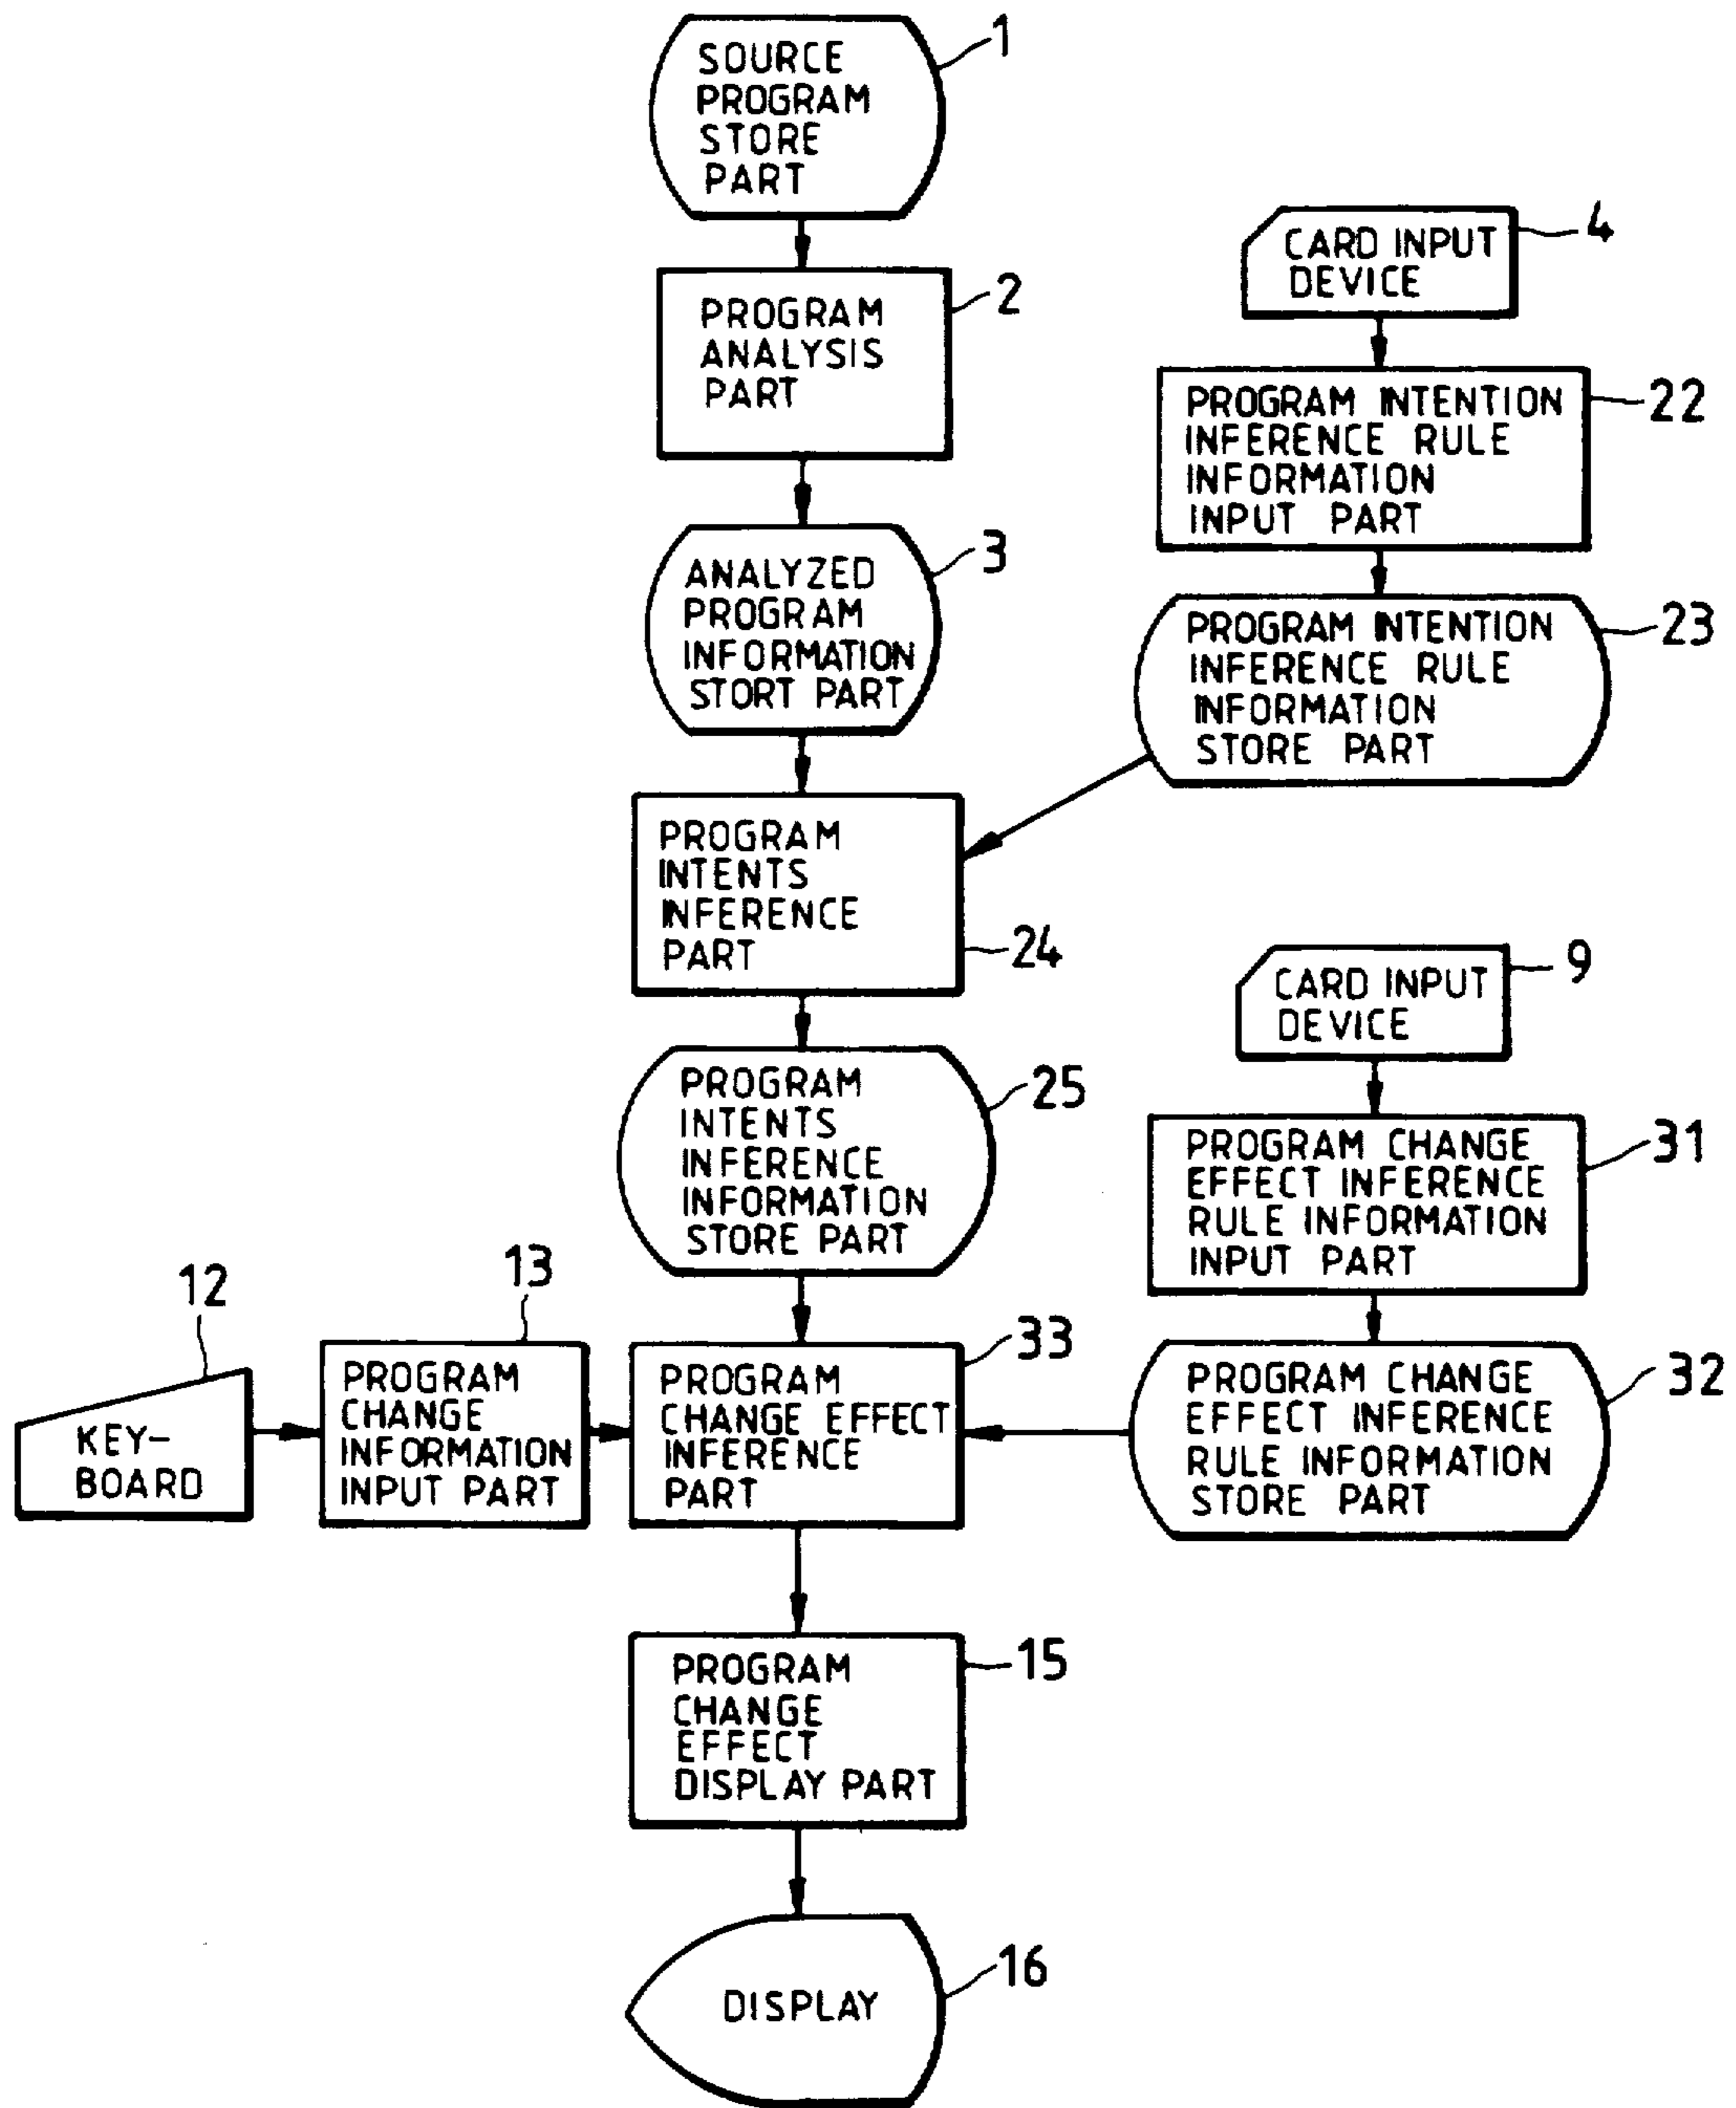 SOURCE
PROGRAM
STORE
PART
1
PROGRAM
ANALYSIS
PART
2
CARD INPUT
DEVICE
4
PROGRAM INTENTION
INFERENCE RULE
INFORMATION
INPUT PART
22
ANALYZED
PROGRAM
INFORMATION
STORT PART
3
PROGRAM INTENTION
INFERENCE RULE
INFORMATION
STORE PART
23
PROGRAM
INTENTS
INFERENCE
PART
24
CARD INPUT
DEVICE
9
PROGRAM
INTENTS
INFERENCE
INFORMATION
STORE PART
25
PROGRAM CHANGE
EFFECT INFERENCE
RULE INFORMATION
INPUT PART
31
12
KEY-
BOARD
13
PROGRAM
CHANGE
INFORMATION
INPUT PART
33
PROGRAM
CHANGE EFFECT
INFERENCE
PART
PROGRAM CHANGE
EFFECT INFERENCE
RULE INFORMATION
STORE PART
32
PROGRAM
CHANGE
EFFECT
DISPLAY PART
15
DISPLAY
16